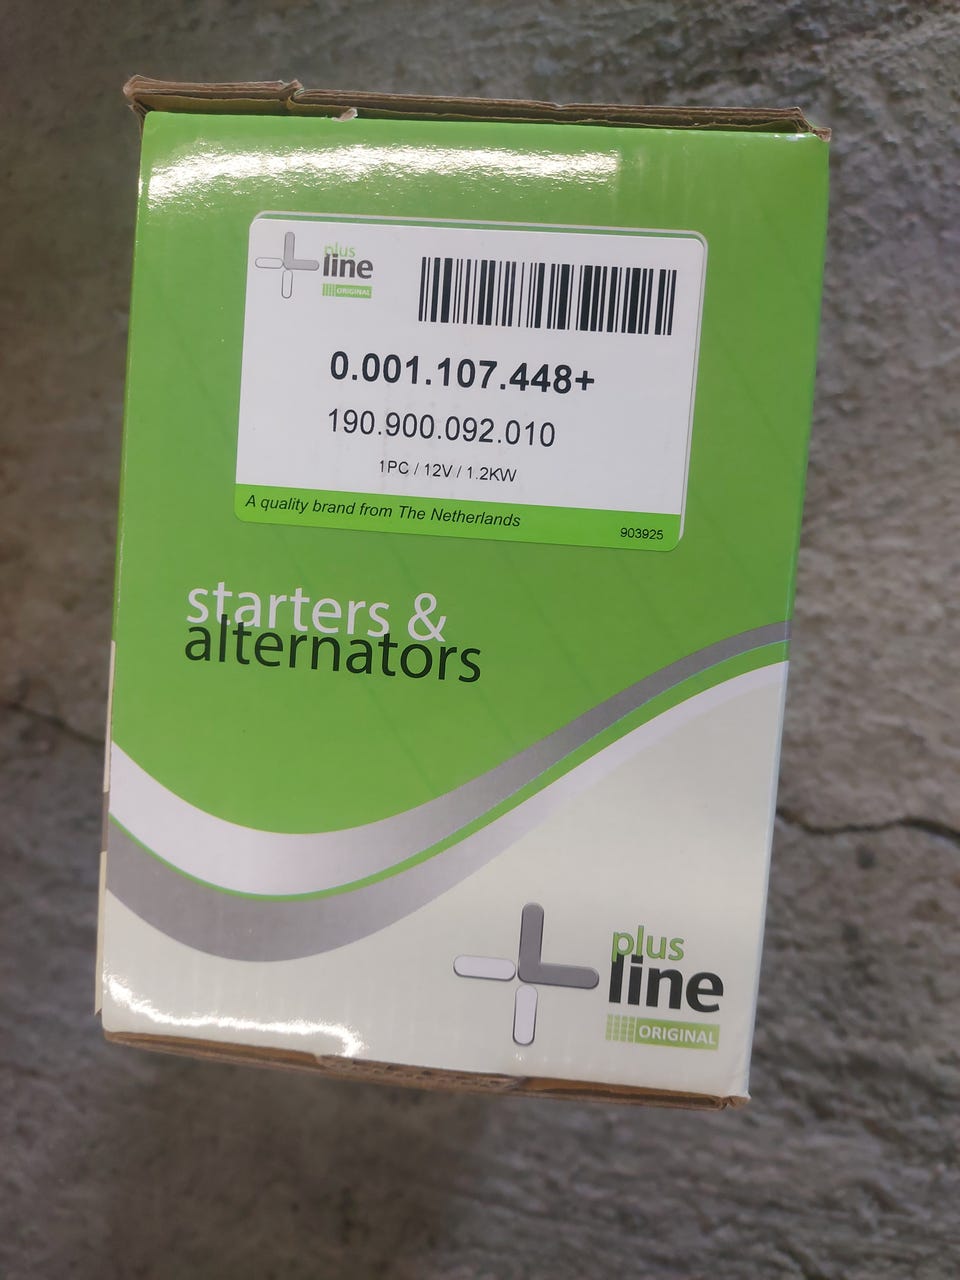 plus
line
ORIGINAL
0.001.107.448+
190.900.092.010
1PC / 12V / 1.2KW
A quality brand from The Netherlands
903925
starters &
alternators
plus
line
ORIGINAL